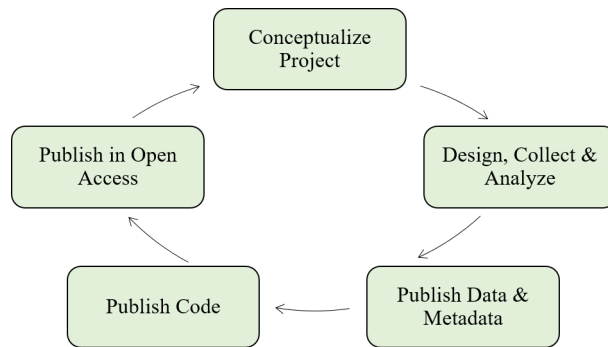 Conceptualize
Project
Design, Collect &
Analyze
Publish Data &
Metadata
Publish Code
Publish in Open
Access